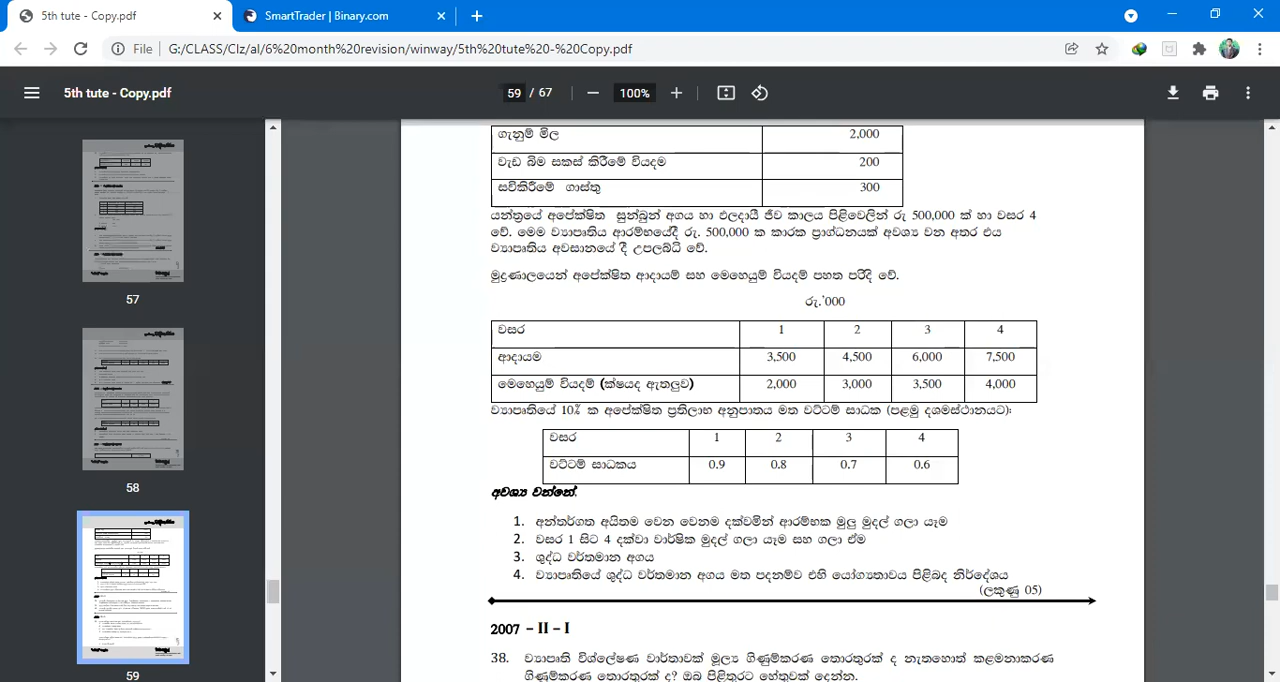 5th tute - Copy.pdf
SmartTrader | Binary.com
File
G:/CLASS/Clz/al/6%20month%20revision/winway/5th%20tute%20-%20Copy.pdf
5th tute - Copy.pdf
59 / 67
100%
57
58
59
ගැනුම් මිල 2,000
වැඩ බිම සකස් කිරීමේ වියදම 200
සවිකිරීමේ ගාස්තු 300
යන්ත්‍රයේ අපේක්ෂිත සුන්බුන් අගය හා ඵලදායී ජීව කාලය පිළිවෙලින් රු 500,000 ක් හා වසර 4
වේ. මෙම ව්‍යාපෘතිය ආරම්භයේදී රු. 500,000 ක කාරක ප්‍රාග්ධනයක් අවශ්‍ය වන අතර එය
ව්‍යාපෘතිය අවසානයේ දී උපලබ්ධි වේ.
මුද්‍රණාලයෙන් අපේක්ෂිත ආදායම් සහ මෙහෙයුම් වියදම් පහත පරිදි වේ.
රු.'000
වසර 1 2 3 4
ආදායම 3,500 4,500 6,000 7,500
මෙහෙයුම් වියදම් (ක්ෂයද ඇතලුව) 2,000 3,000 3,500 4,000
ව්‍යාපෘතියේ 10% ක අපේක්ෂිත ප්‍රතිලාභ අනුපාතය මත වට්ටම් සාධක (පළමු දශමස්ථානයට):
වසර 1 2 3 4
වට්ටම් සාධකය 0.9 0.8 0.7 0.6
අවශ්‍ය වන්නේ.
1. අන්තර්ගත අයිතම වෙන වෙනම දක්වමින් ආරම්භක මුලු මුදල් ගලා යෑම
2. වසර 1 සිට 4 දක්වා වාර්ෂික මුදල් ගලා යෑම සහ ගලා ඒම
3. ශුද්ධ වර්තමාන අගය
4. ව්‍යාපෘතියේ ශුද්ධ වර්තමාන අගය මත පදනම්ව එහි යෝග්‍යතාවය පිළිබද නිර්දේශය
(ලකුණු 05)
2007 – II – I
38. ව්‍යාපෘති විශ්ලේෂණ වාර්තාවක් මූල්‍ය ගිණුම්කරණ තොරතුරක් ද නැතහොත් කළමනාකරණ
ගිණුම්කරණ තොරතුරක් ද? ඔබ පිළිතුරට හේතුවක් දෙන්න.